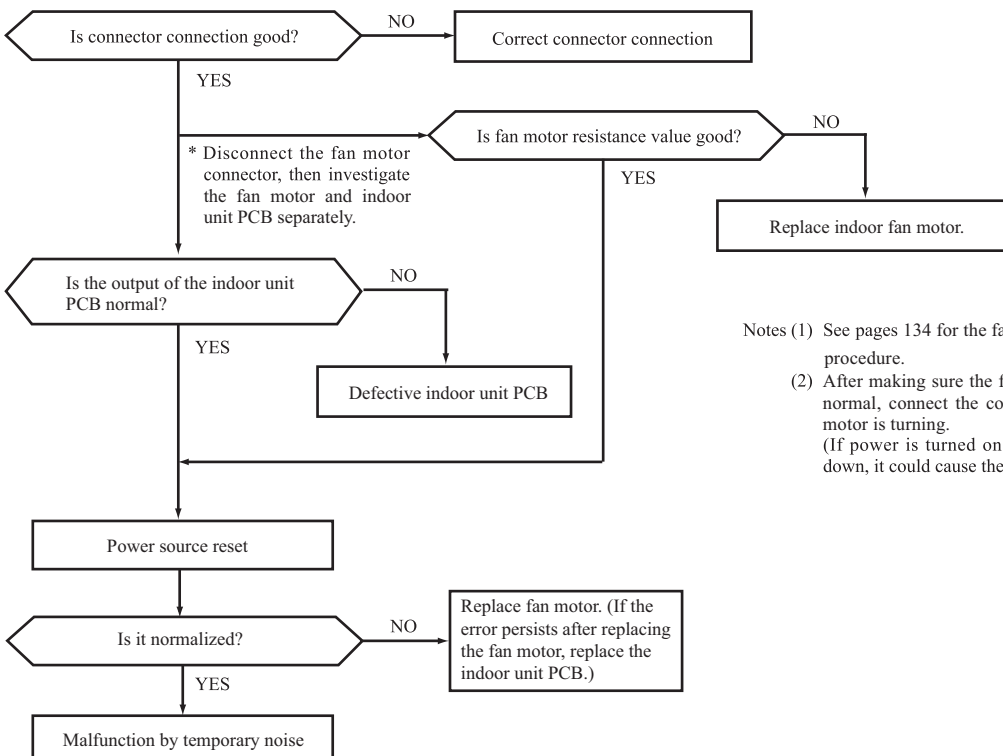 Is connector connection good?
NO
Correct connector connection
YES
Is fan motor resistance value good?
NO
* Disconnect the fan motor
connector, then investigate
the fan motor and indoor
unit PCB separately.
YES
Replace indoor fan motor.
Is the output of the indoor unit
PCB normal?
NO
YES
Defective indoor unit PCB
Notes (1) See pages 134 for the
procedure.
(2) After making sure the
normal, connect the
motor is turning.
(If power is turned on
down, it could cause the
Power source reset
Is it normalized?
NO
Replace fan motor. (If the
error persists after replacing
the fan motor, replace the
indoor unit PCB.)
YES
Malfunction by temporary noise